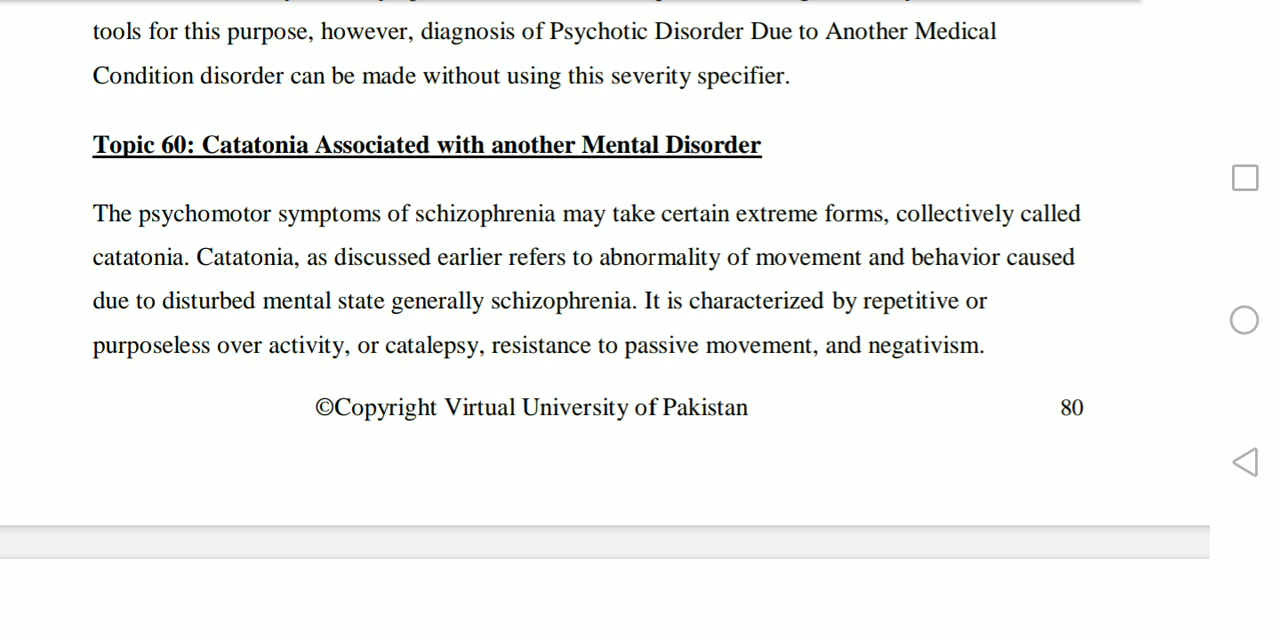 tools for this purpose, however, diagnosis of Psychotic Disorder Due to Another Medical
Condition disorder can be made without using this severity specifier.
Topic 60: Catatonia Associated with another Mental Disorder
The psychomotor symptoms of schizophrenia may take certain extreme forms, collectively called
catatonia. Catatonia, as discussed earlier refers to abnormality of movement and behavior caused
due to disturbed mental state generally schizophrenia. It is characterized by repetitive or
purposeless over activity, or catalepsy, resistance to passive movement, and negativism.
©Copyright Virtual University of Pakistan 80